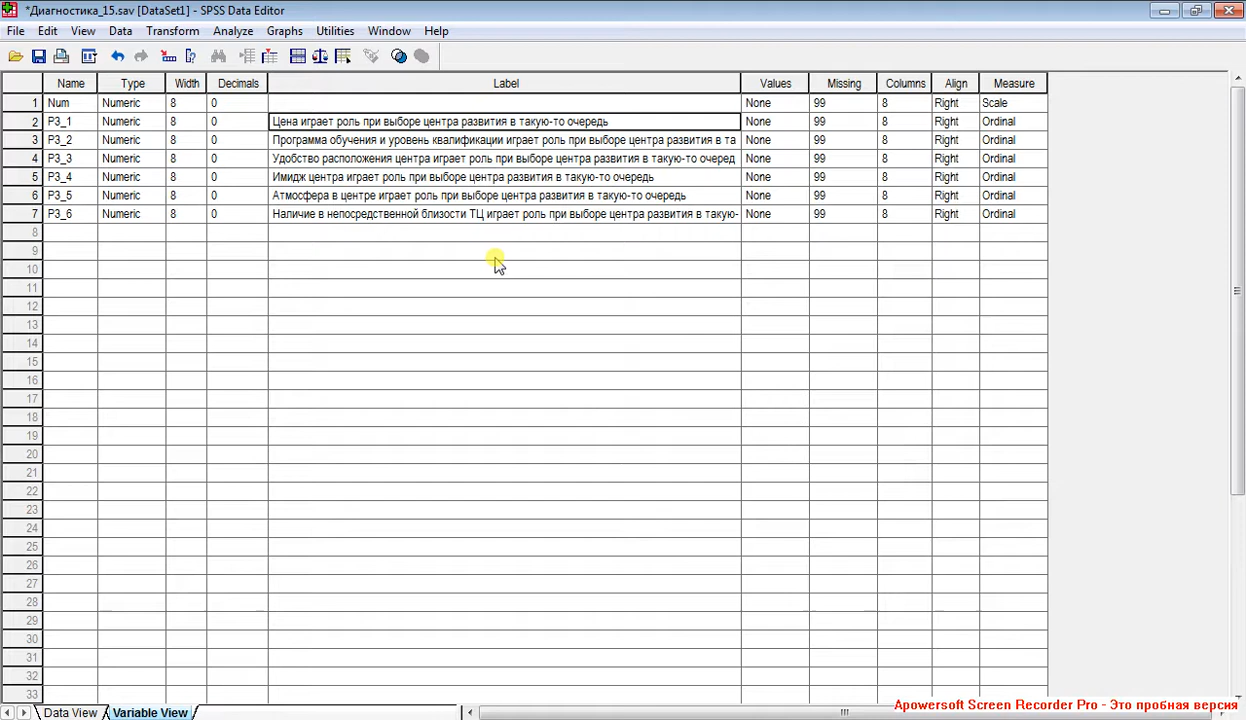 *Диагностика_15.sav [DataSet1] - SPSS Data Editor
File Edit View Data Transform Analyze Graphs Utilities Window Help
Name Type Width Decimals Label Values Missing Columns Align Measure
1 Num Numeric 8 0 None 99 8 Right Scale
2 P3_1 Numeric 8 0 Цена играет роль при выборе центра развития в такую-то очередь None 99 8 Right Ordinal
3 P3_2 Numeric 8 0 Программа обучения и уровень квалификации играет роль при выборе центра развития в та None 99 8 Right Ordinal
4 P3_3 Numeric 8 0 Удобство расположения центра играет роль при выборе центра развития в такую-то очеред None 99 8 Right Ordinal
5 P3_4 Numeric 8 0 Имидж центра играет роль при выборе центра развития в такую-то очередь None 99 8 Right Ordinal
6 P3_5 Numeric 8 0 Атмосфера в центре играет роль при выборе центра развития в такую-то очередь None 99 8 Right Ordinal
7 P3_6 Numeric 8 0 Наличие в непосредственной близости ТЦ играет роль при выборе центра развития в такую- None 99 8 Right Ordinal
8
9
10
11
12
13
14
15
16
17
18
19
20
21
22
23
24
25
26
27
28
29
30
31
32
33
Data View Variable View
Apowersoft Screen Recorder Pro - Это пробная версия